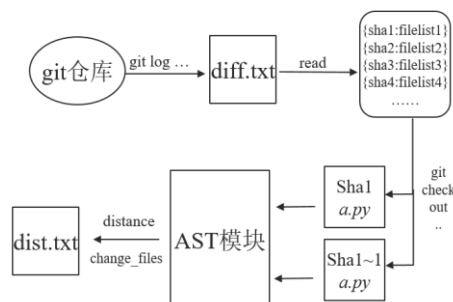 git仓库
git log ...
diff.txt
read
{sha1:filelist1}
{sha2:filelist2}
{sha3:filelist3}
{sha4:filelist4}
......
git
check
out
..
Sha1
a.py
Sha1~1
a.py
AST模块
distance
change_files
dist.txt